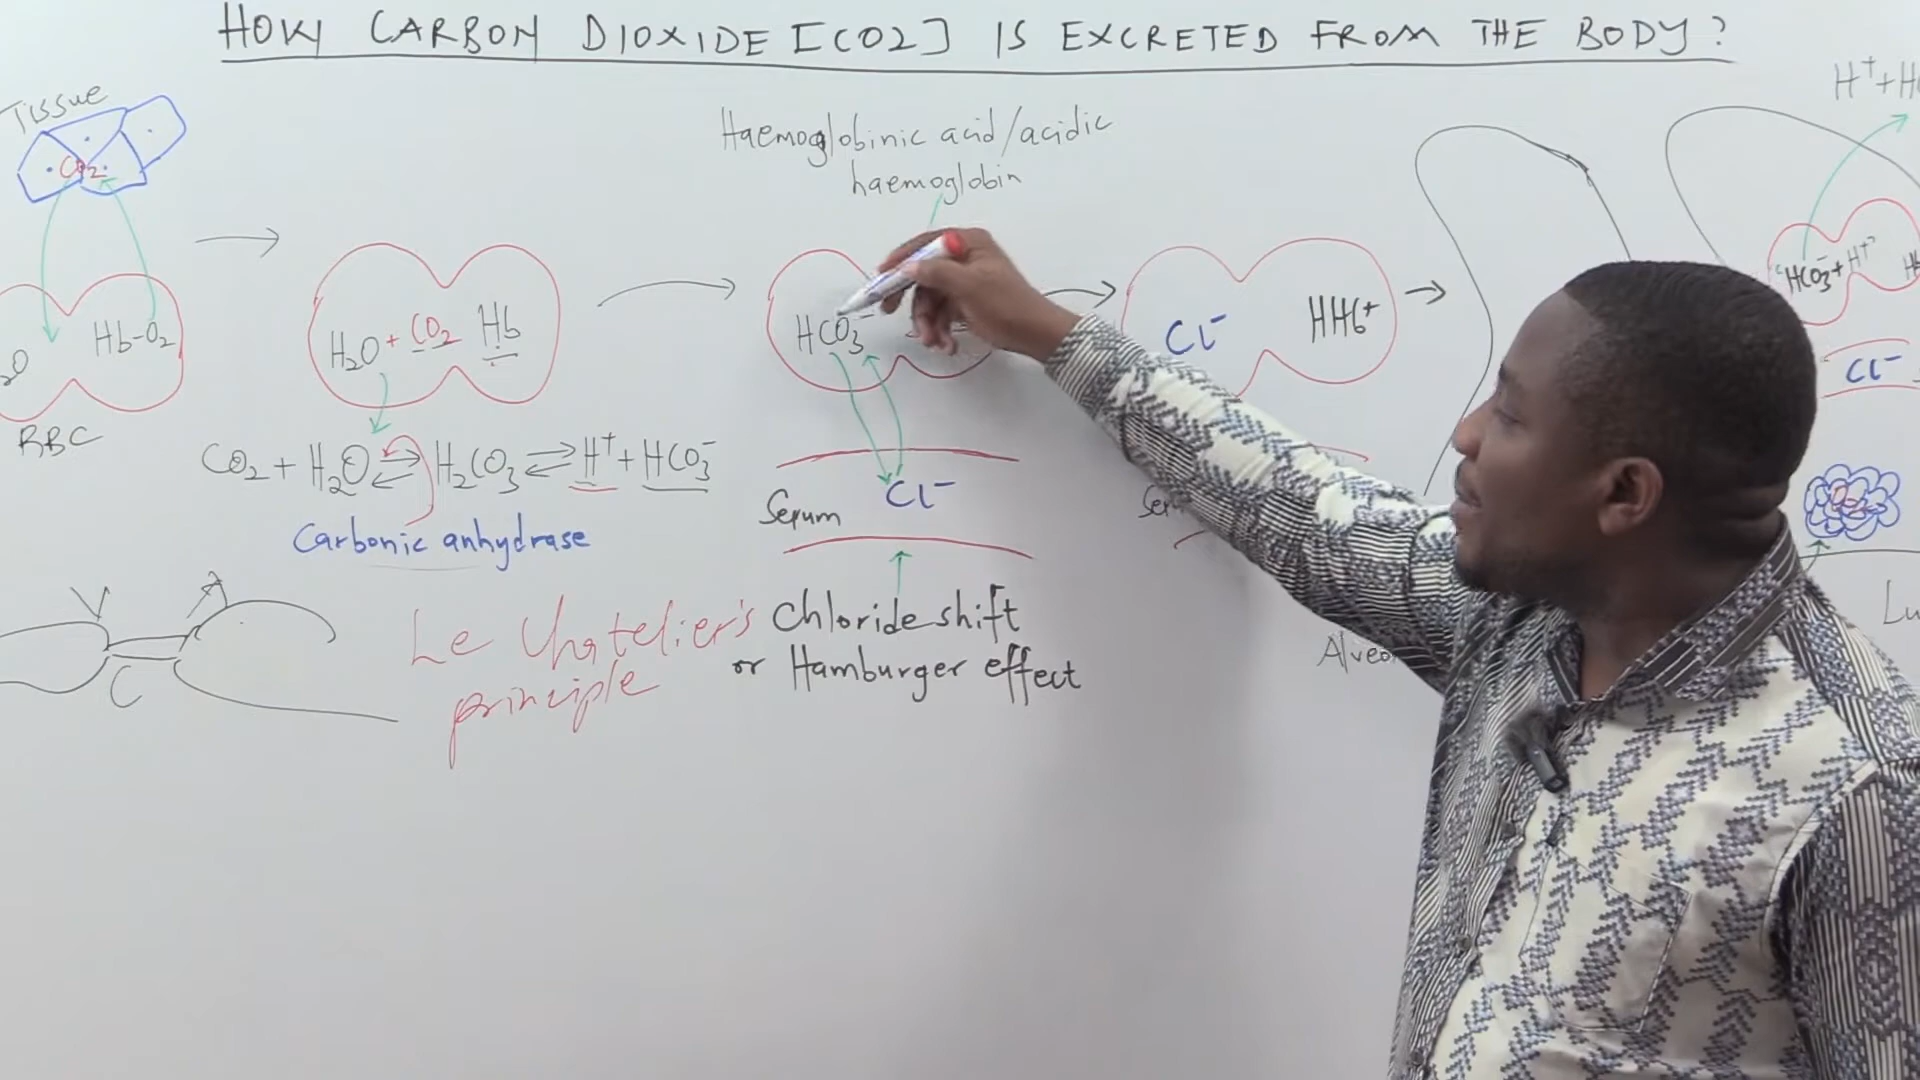 HOW CARBON DIOXIDE [CO2] IS EXCRETED FROM THE BODY?
Tissue
CO2
Hb-O2
RBC
H2O + CO2 Hb
CO2 + H2O ⇌ H2CO3 ⇌ H+ + HCO3-
Carbonic anhydrase
V A
C
Le Chatelier's
principle
Haemoglobinic acid/acidic
haemoglobin
HCO3-
Serum Cl-
Chloride shift
or Hamburger effect
Cl- HHb+
HCO3- + H+
Cl-